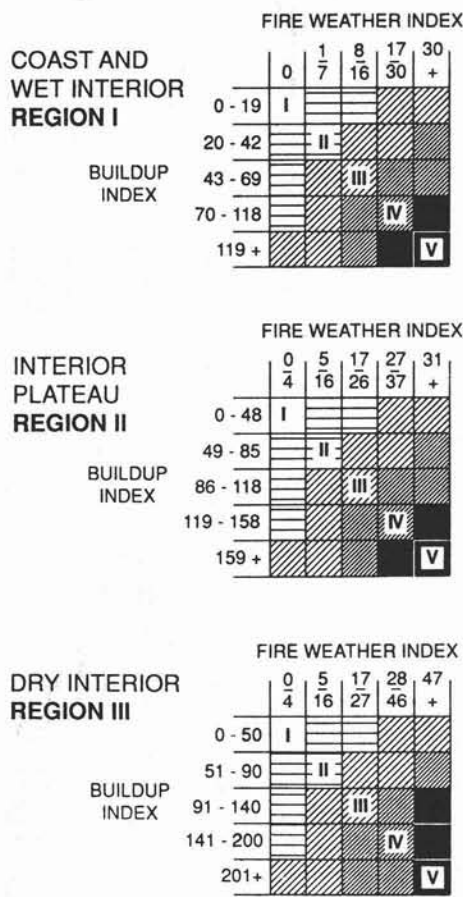 FIRE WEATHER INDEX
COAST AND
WET INTERIOR
REGION I
0 1/7 8/16 17/30 30+
0 - 19 I
20 - 42 II
BUILDUP
INDEX
43 - 69 III
70 - 118 IV
119 + V
FIRE WEATHER INDEX
INTERIOR
PLATEAU
REGION II
0/4 5/16 17/26 27/37 31+
0 - 48 I
49 - 85 II
BUILDUP
INDEX
86 - 118 III
119 - 158 IV
159 + V
FIRE WEATHER INDEX
DRY INTERIOR
REGION III
0/4 5/16 17/27 28/46 47+
0 - 50 I
51 - 90 II
BUILDUP
INDEX
91 - 140 III
141 - 200 IV
201+ V